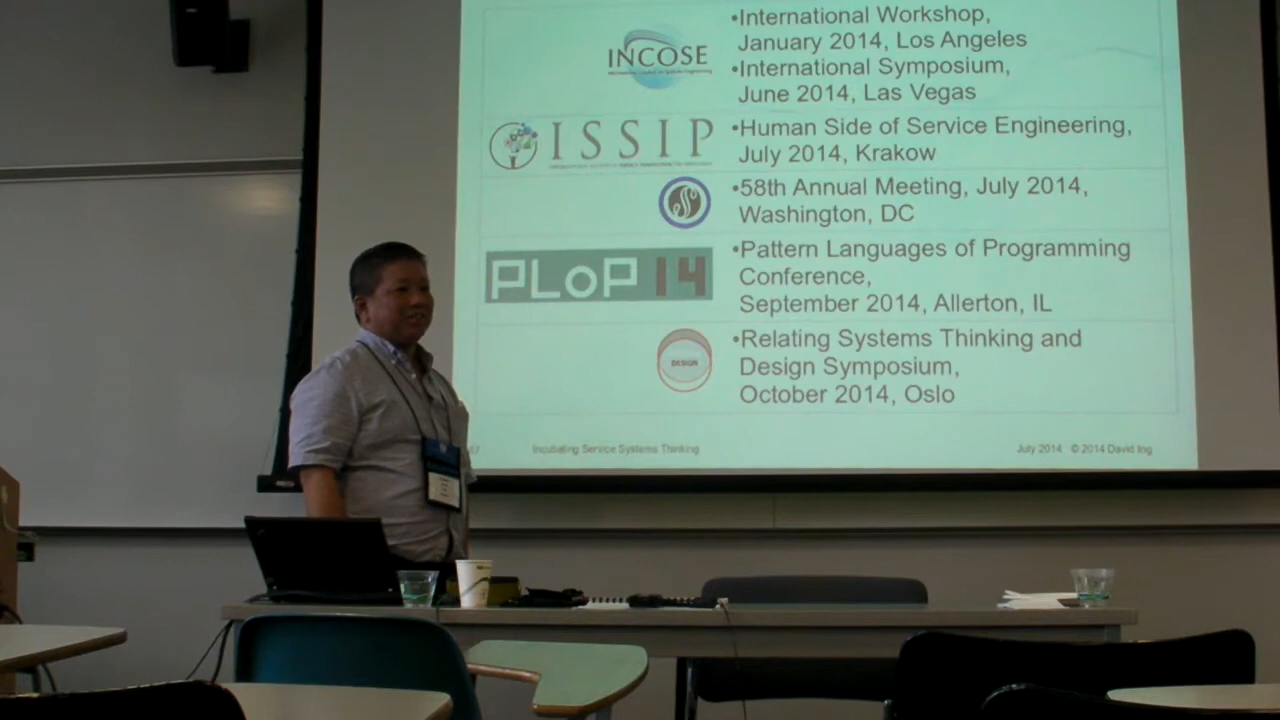 •International Workshop,
January 2014, Los Angeles
INCOSE
•International Symposium,
June 2014, Las Vegas
ISSIP
•Human Side of Service Engineering,
July 2014, Krakow
•58th Annual Meeting, July 2014,
Washington, DC
PLoP 14
•Pattern Languages of Programming
Conference,
September 2014, Allerton, IL
DESIGN
•Relating Systems Thinking and
Design Symposium,
October 2014, Oslo
Incubating Service Systems Thinking
July 2014 © 2014 David Ing